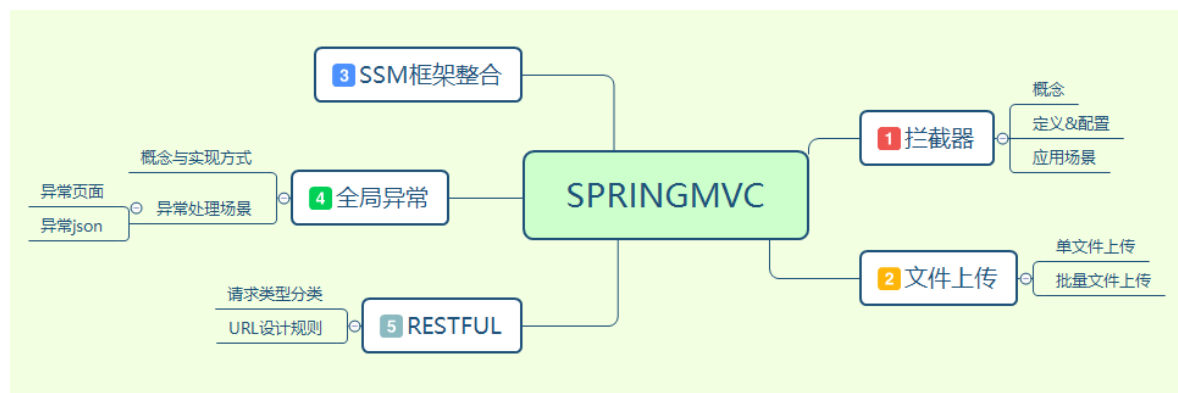 SPRINGMVC
1 拦截器
概念
定义&配置
应用场景
2 文件上传
单文件上传
批量文件上传
3 SSM框架整合
4 全局异常
概念与实现方式
异常处理场景
异常页面
异常json
5 RESTFUL
请求类型分类
URL设计规则